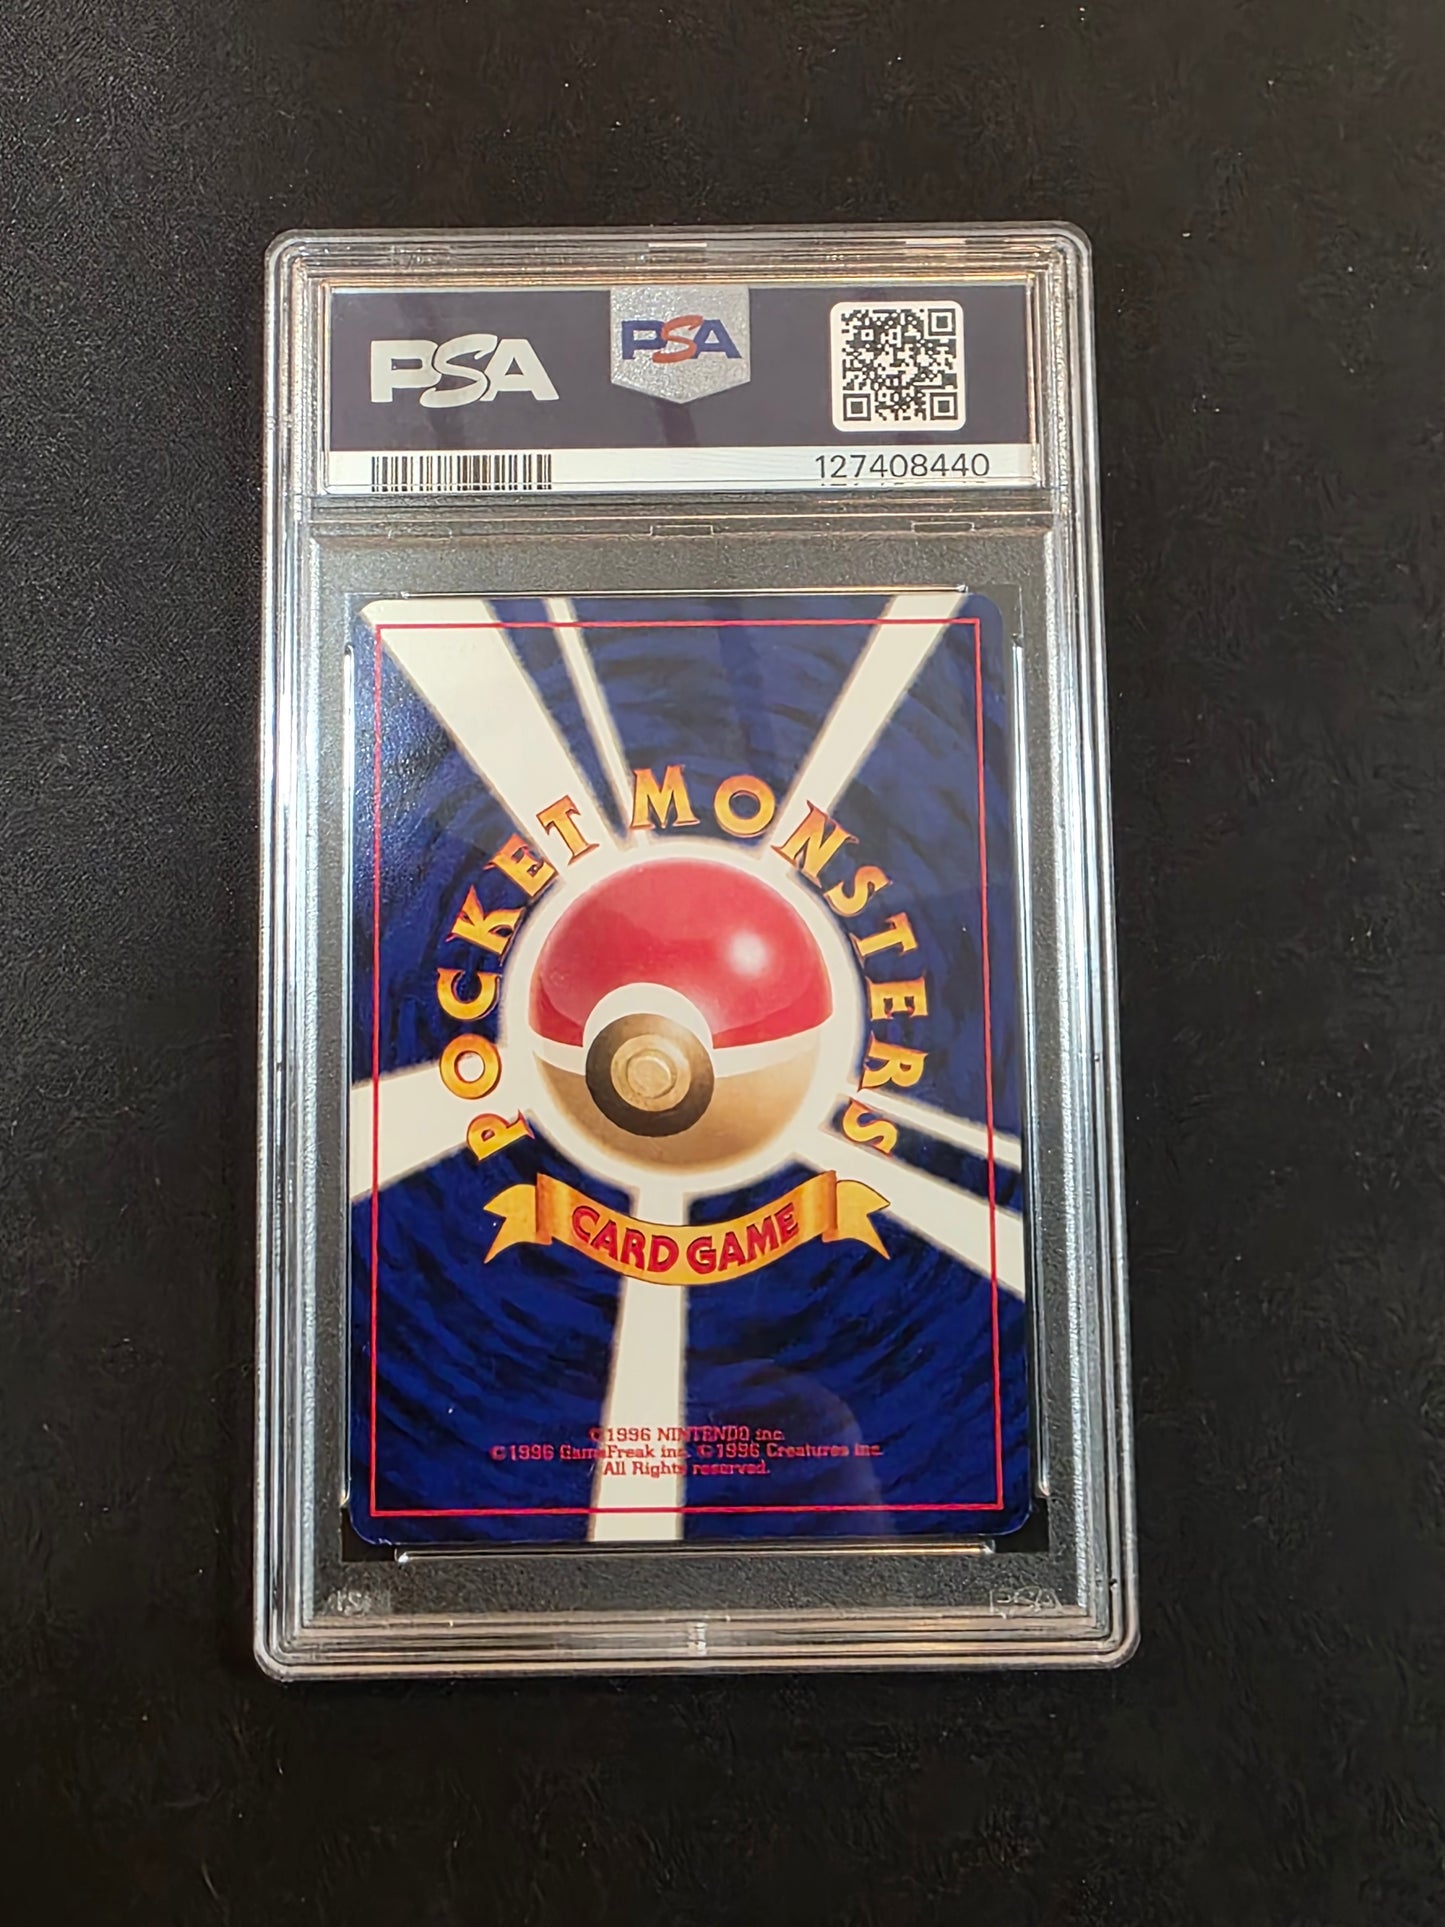 PSA
PSA
127408440
POCKET MONSTERS
CARD GAME
©1996 NINTENDO inc.
©1996 GameFreak inc. ©1996 Creatures inc.
All Rights reserved.
PSA